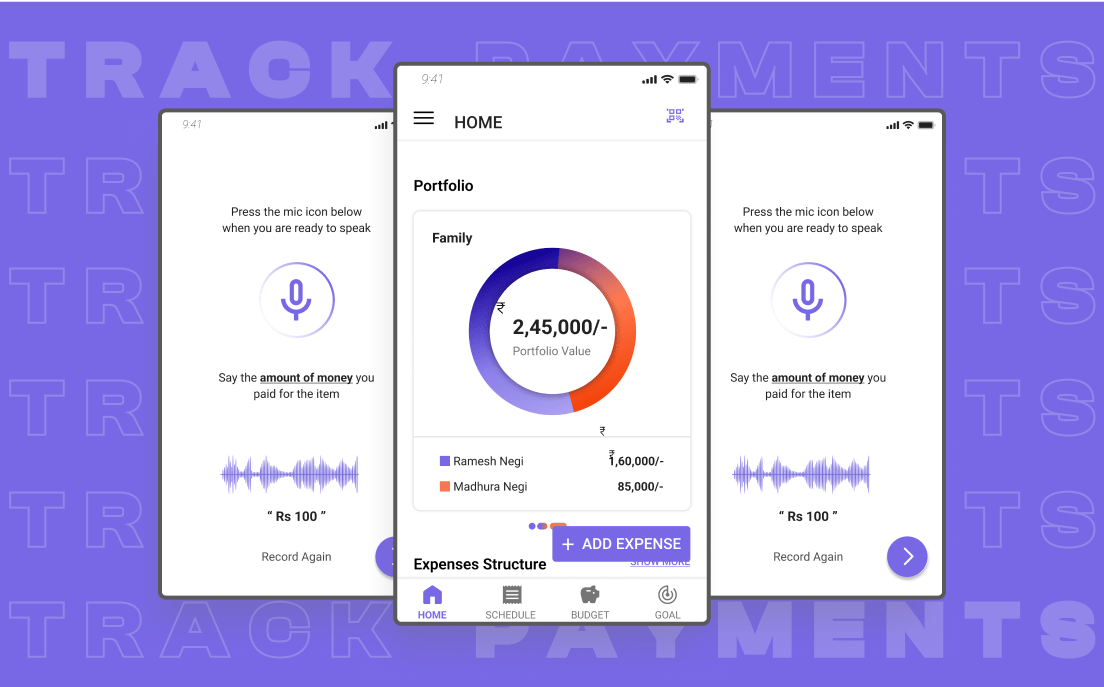 TRACK PAYMENTS
9:41
9:41
HOME
Press the mic icon below
when you are ready to speak
Say the amount of money you
paid for the item
“ Rs 100 ”
Record Again
Portfolio
Family
₹
2,45,000/-
Portfolio Value
₹
Ramesh Negi ₹ 1,60,000/-
Madhura Negi 85,000/-
+ ADD EXPENSE
Expenses Structure SHOW MORE
HOME SCHEDULE BUDGET GOAL
Press the mic icon below
when you are ready to speak
Say the amount of money you
paid for the item
“ Rs 100 ”
Record Again
TR TS
TR TS
TR TS
TR TS
TRACK PAYMENTS